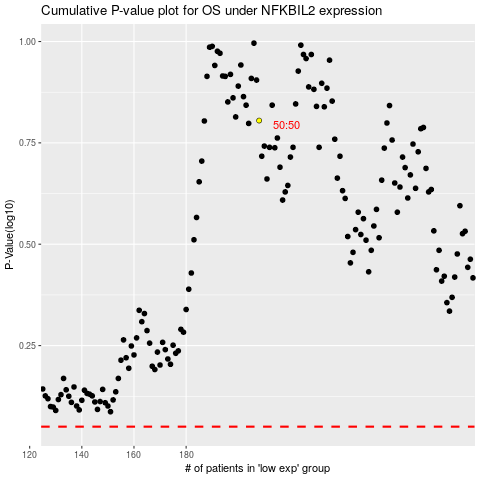 Cumulative P-value plot for OS under NFKBIL2 expression
P-Value(log10)
1.00
0.75
0.50
0.25
50:50
120 140 160 180
# of patients in 'low exp' group